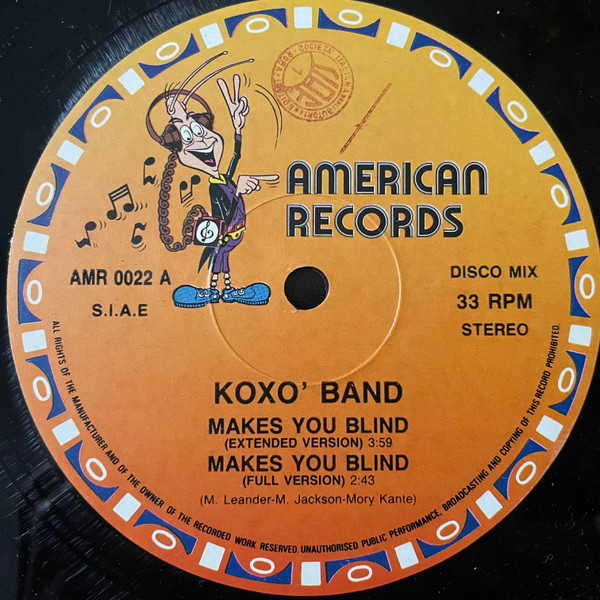 AMERICAN
RECORDS
AMR 0022 A
S.I.A.E
DISCO MIX
33 RPM
STEREO
KOXO' BAND
MAKES YOU BLIND
(EXTENDED VERSION) 3:59
MAKES YOU BLIND
(FULL VERSION) 2:43
(M. Leander-M. Jackson-Mory Kante)
ALL RIGHTS OF THE MANUFACTURER AND OF THE OWNER OF THE RECORDED WORK RESERVED. UNAUTHORISED PUBLIC PERFORMANCE, BROADCASTING AND COPYING OF THIS RECORD PROHIBITED.